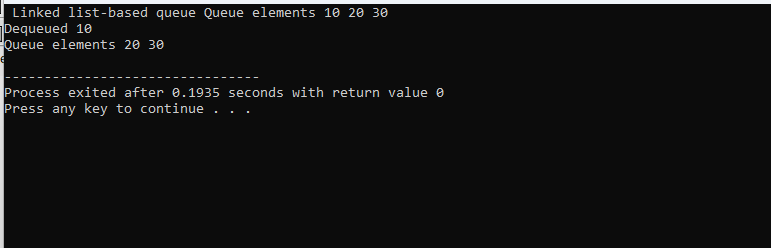 Linked list-based queue Queue elements 10 20 30
Dequeued 10
Queue elements 20 30
--------------------------------
Process exited after 0.1935 seconds with return value 0
Press any key to continue . . .